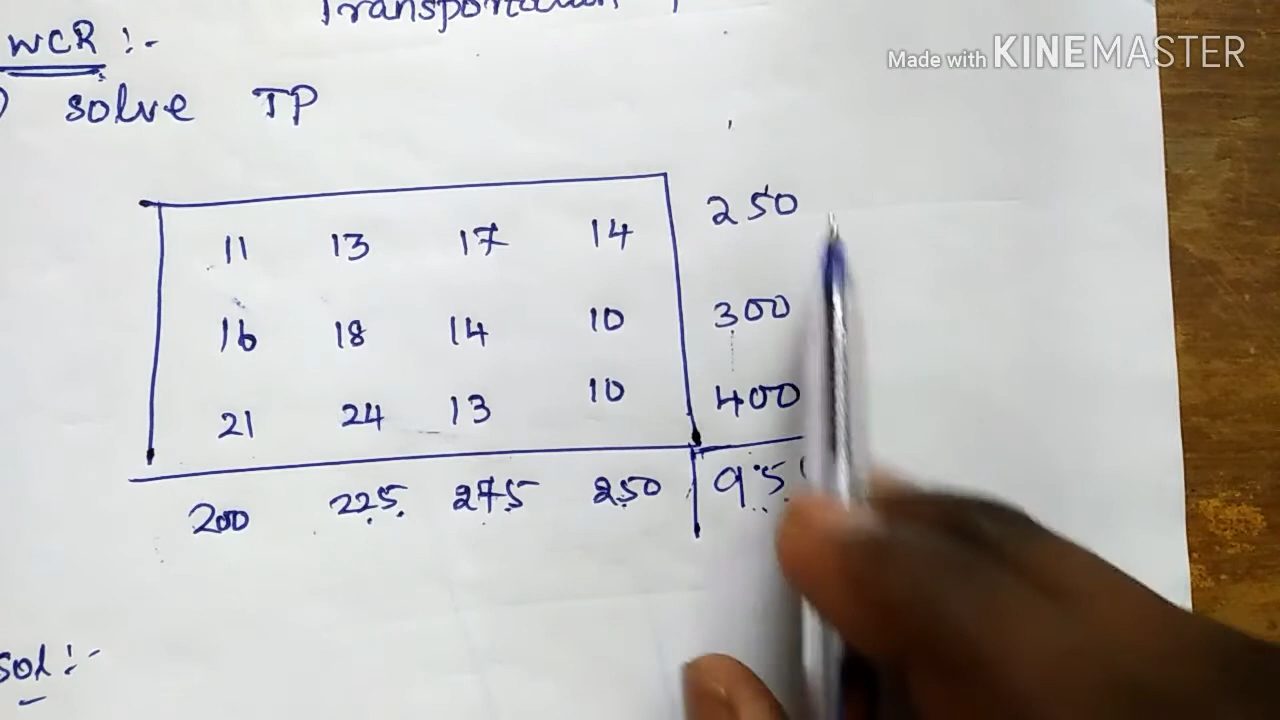 Made with KINEMASTER
WCR :-
solve TP
11 13 17 14 250
16 18 14 10 300
21 24 13 10 400
200 225 275 250
sol :-